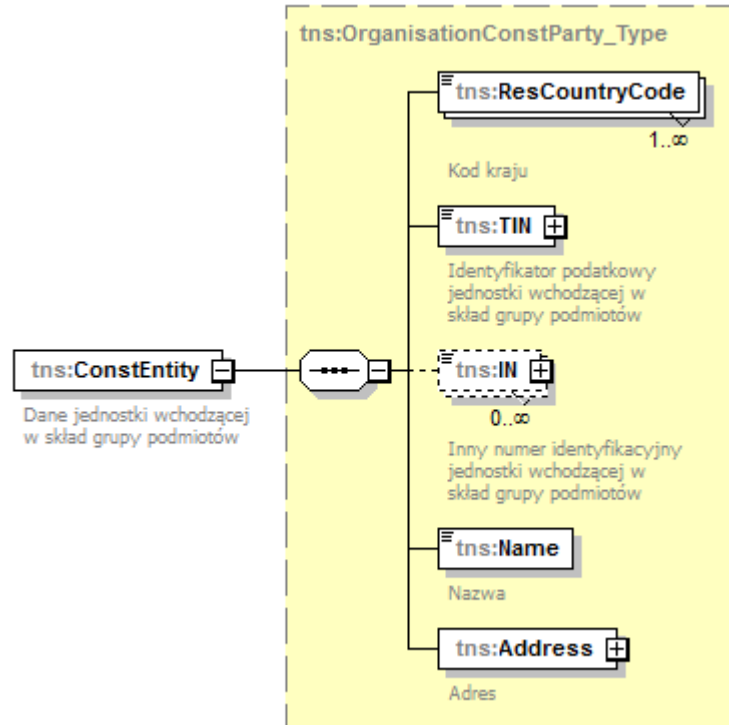 tns:OrganisationConstParty_Type
tns:ResCountryCode
1..∞
Kod kraju
tns:TIN
Identyfikator podatkowy
jednostki wchodzącej w
skład grupy podmiotów
tns:ConstEntity
Dane jednostki wchodzącej
w skład grupy podmiotów
tns:IN
0..∞
Inny numer identyfikacyjny
jednostki wchodzącej w
skład grupy podmiotów
tns:Name
Nazwa
tns:Address
Adres